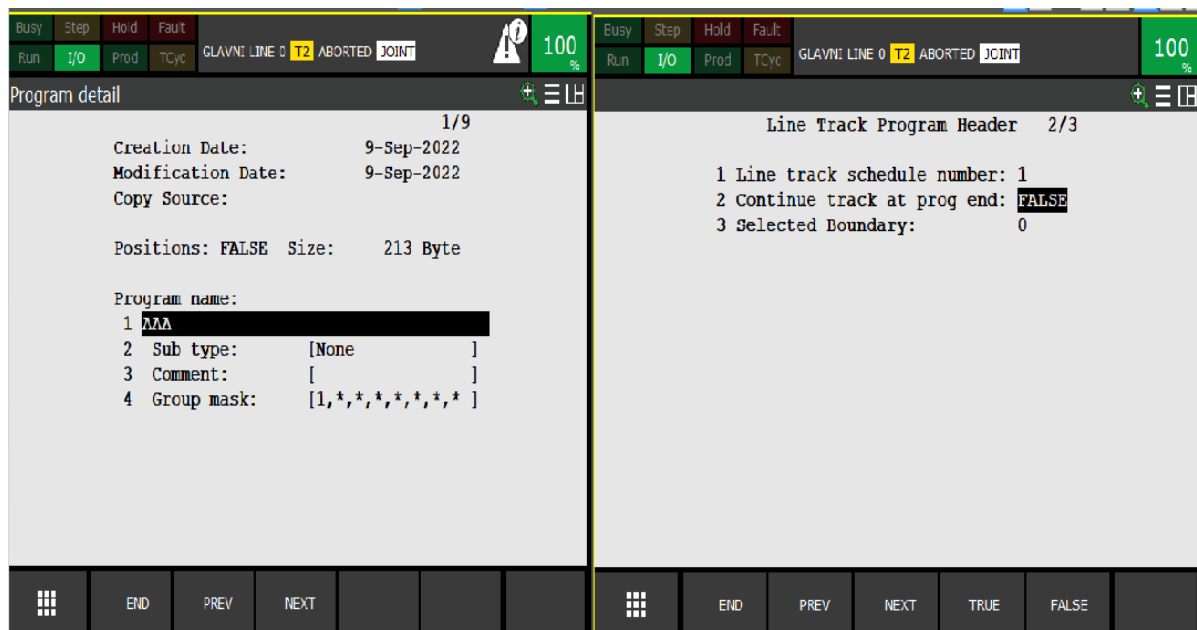 Busy Step Hold Fault
Run I/O Prod TCyc
GLAVNI LINE 0 T2 ABORTED JOINT
100
%
Program detail
1/9
Creation Date: 9-Sep-2022
Modification Date: 9-Sep-2022
Copy Source:
Positions: FALSE Size: 213 Byte
Program name:
1 AAA
2 Sub type: [None ]
3 Comment: [ ]
4 Group mask: [1,*,*,*,*,*,*,* ]
END PREV NEXT
Busy Step Hold Fault
Run I/O Prod TCyc
GLAVNI LINE 0 T2 ABORTED JOINT
100
%
Line Track Program Header 2/3
1 Line track schedule number: 1
2 Continue track at prog end: FALSE
3 Selected Boundary: 0
END PREV NEXT TRUE FALSE